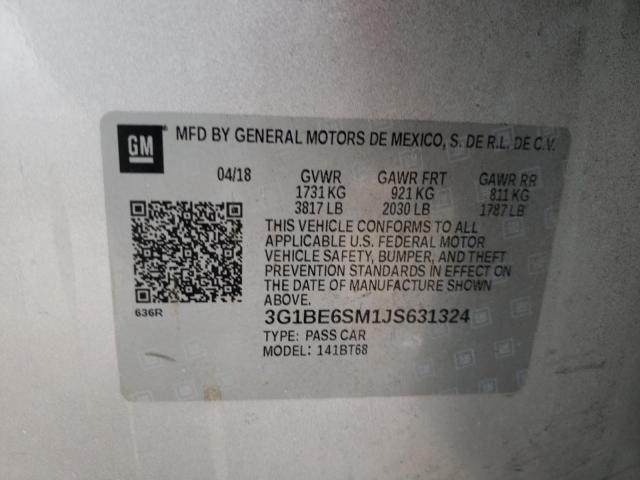 GM
MFD BY GENERAL MOTORS DE MEXICO, S. DE R.L. DE C.V.
04/18 GVWR GAWR FRT GAWR RR
1731 KG 921 KG 811 KG
3817 LB 2030 LB 1787 LB
THIS VEHICLE CONFORMS TO ALL
APPLICABLE U.S. FEDERAL MOTOR
VEHICLE SAFETY, BUMPER, AND THEFT
PREVENTION STANDARDS IN EFFECT ON
THE DATE OF MANUFACTURE SHOWN
ABOVE.
636R
3G1BE6SM1JS631324
TYPE: PASS CAR
MODEL: 141BT68